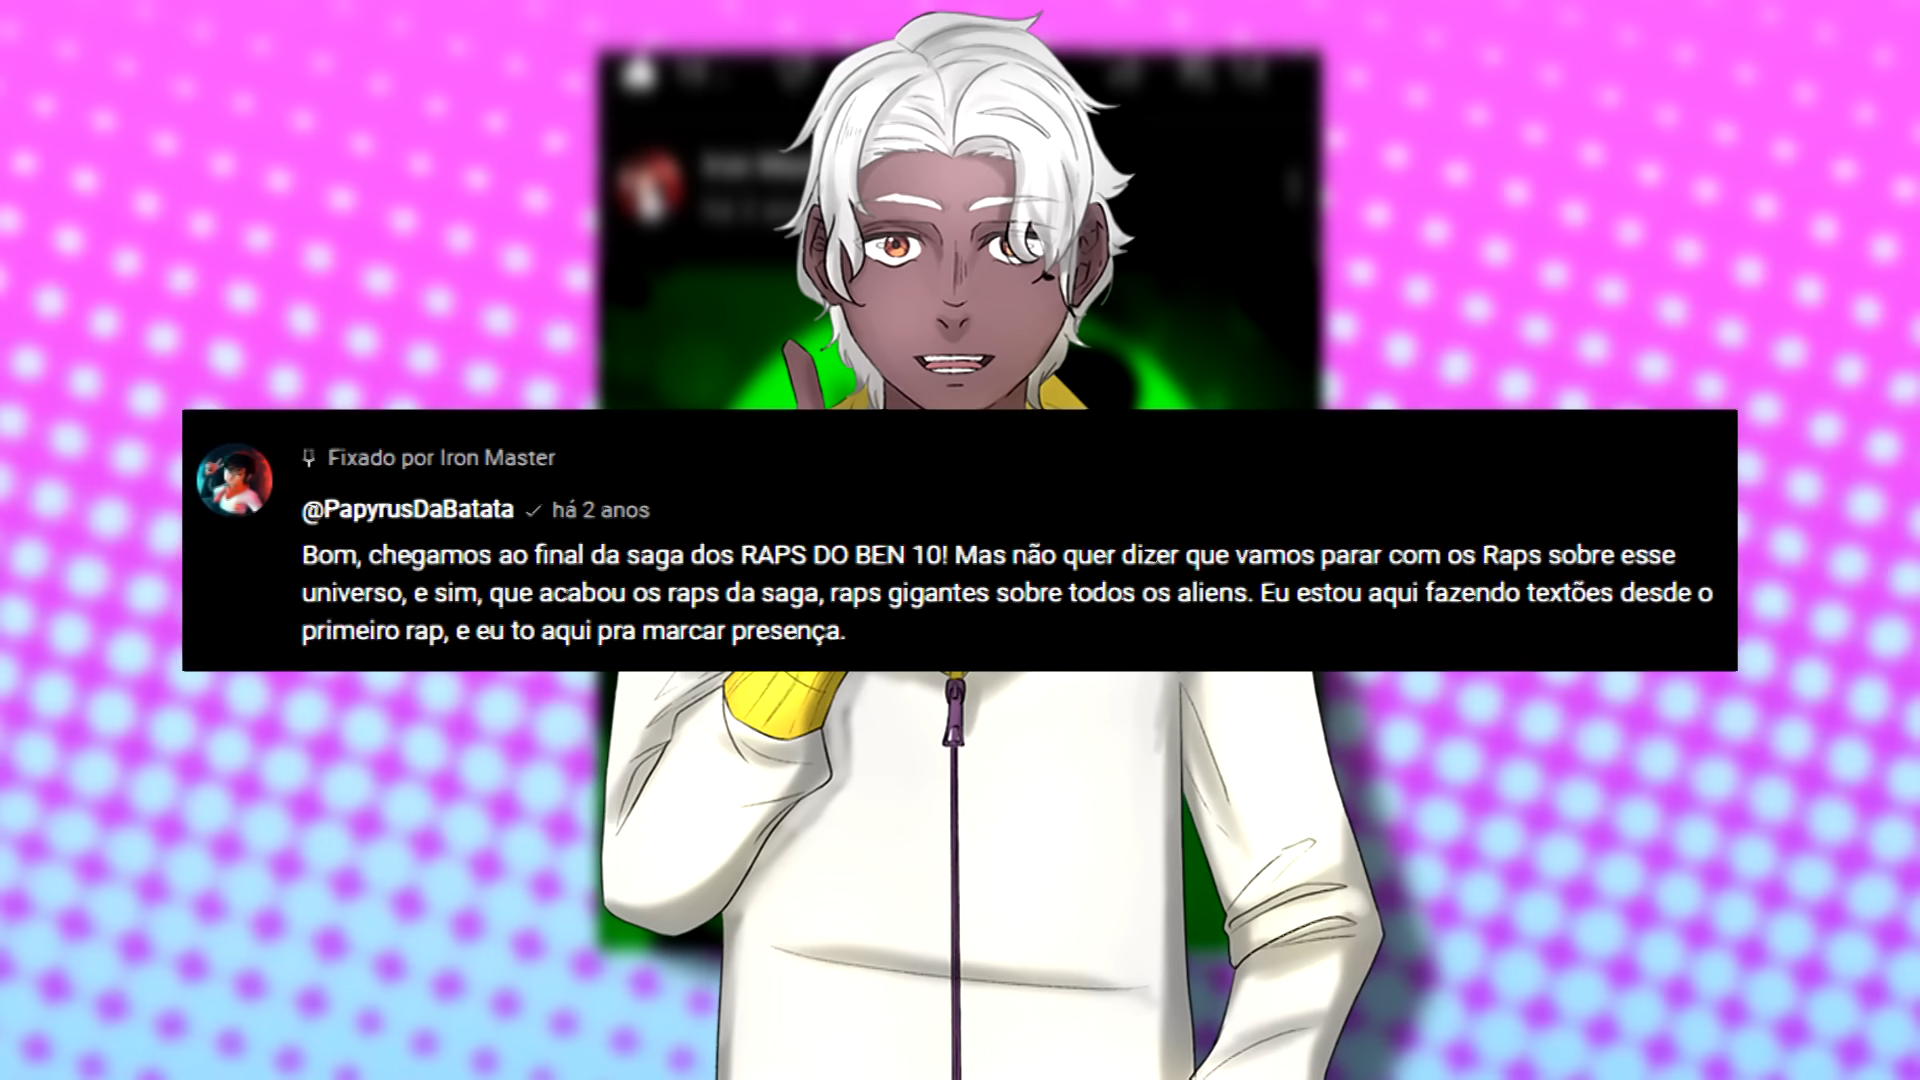 Fixado por Iron Master
@PapyrusDaBatata há 2 anos
Bom, chegamos ao final da saga dos RAPS DO BEN 10! Mas não quer dizer que vamos parar com os Raps sobre esse
universo, e sim, que acabou os raps da saga, raps gigantes sobre todos os aliens. Eu estou aqui fazendo textões desde o
primeiro rap, e eu to aqui pra marcar presença.